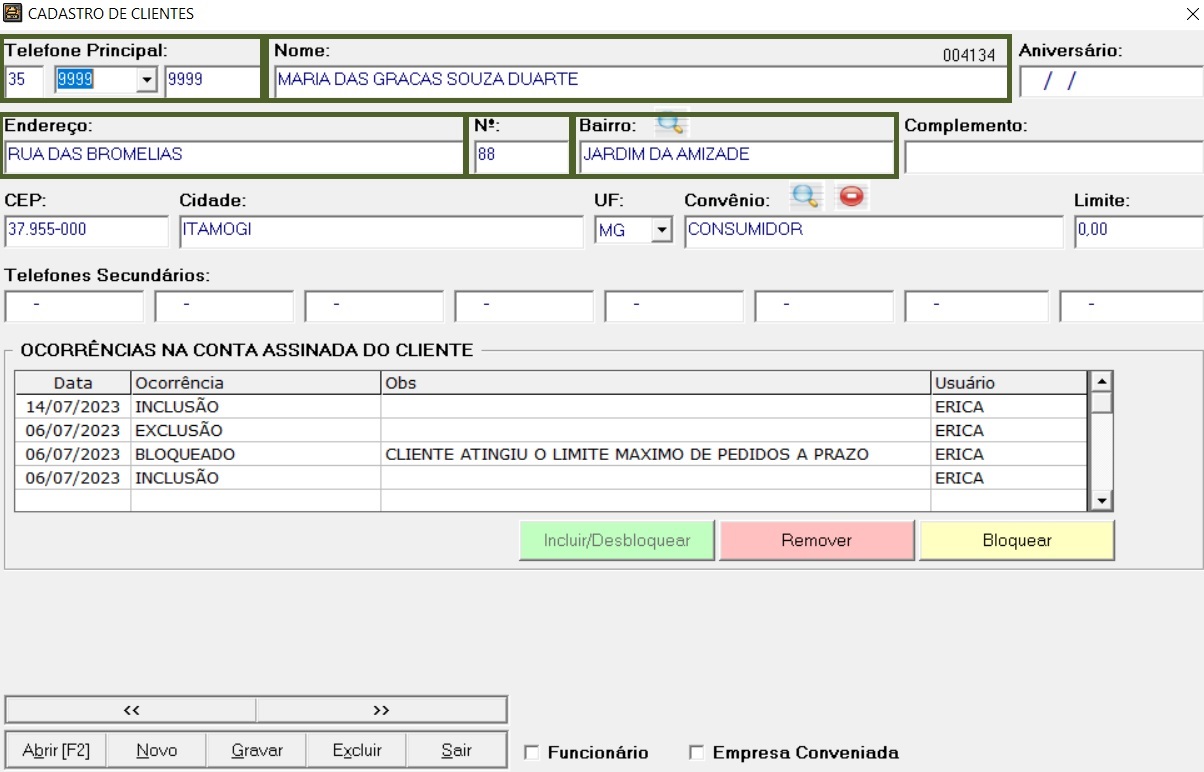 CADASTRO DE CLIENTES
Telefone Principal: Nome: 004134 Aniversário:
35 9999 9999 MARIA DAS GRACAS SOUZA DUARTE / /
Endereço: Nº: Bairro: Complemento:
RUA DAS BROMELIAS 88 JARDIM DA AMIZADE
CEP: Cidade: UF: Convênio: Limite:
37.955-000 ITAMOGI MG CONSUMIDOR 0,00
Telefones Secundários:
- - - - - - - -
OCORRÊNCIAS NA CONTA ASSINADA DO CLIENTE
Data Ocorrência Obs Usuário
14/07/2023 INCLUSÃO ERICA
06/07/2023 EXCLUSÃO ERICA
06/07/2023 BLOQUEADO CLIENTE ATINGIU O LIMITE MAXIMO DE PEDIDOS A PRAZO ERICA
06/07/2023 INCLUSÃO ERICA
Incluir/Desbloquear Remover Bloquear
<< >>
Abrir [F2] Novo Gravar Excluir Sair Funcionário Empresa Conveniada